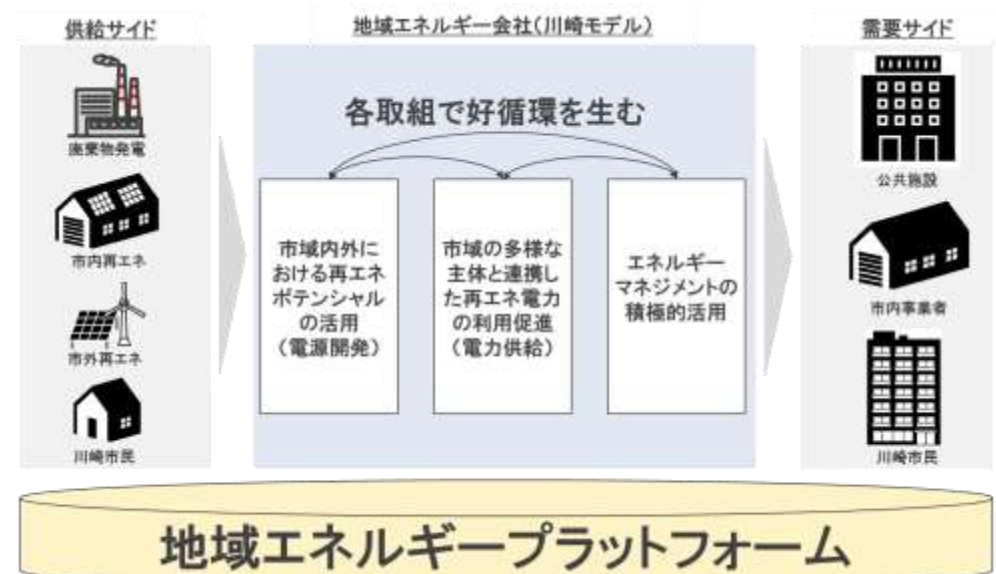 供給サイド
廃棄物発電
市内再エネ
市外再エネ
川崎市民
地域エネルギー会社(川崎モデル)
各取組で好循環を生む
市域内外に
おける再エネ
ポテンシャル
の活用
(電源開発)
市域の多様な
主体と連携し
た再エネ電力
の利用促進
(電力供給)
エネルギー
マネジメントの
積極的活用
需要サイド
公共施設
市内事業者
川崎市民
地域エネルギープラットフォーム